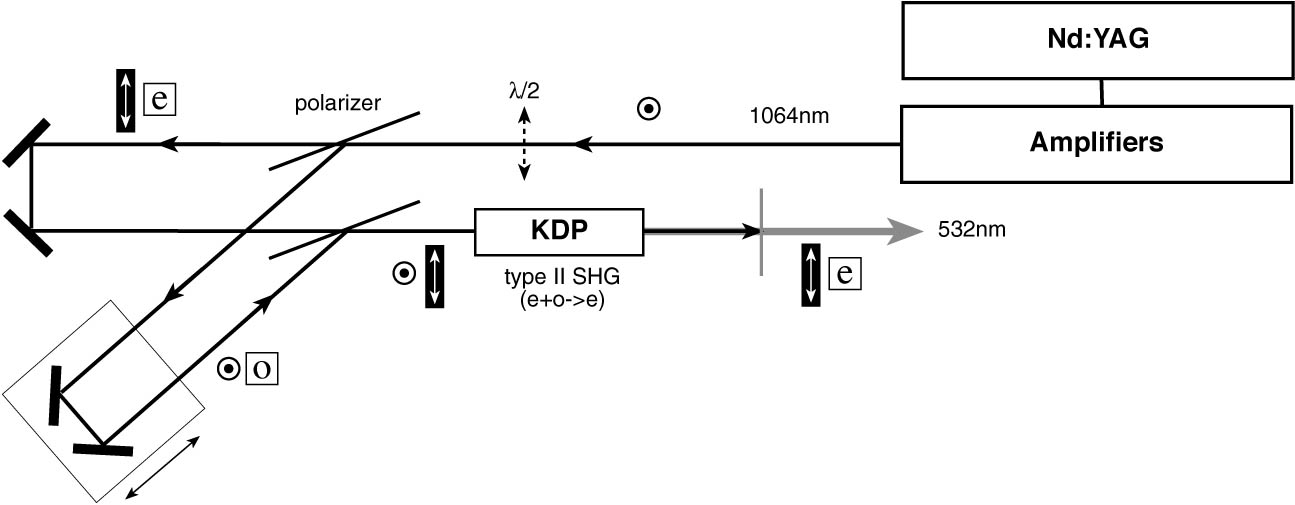 Nd:YAG
polarizer
λ/2
1064nm
Amplifiers
e
KDP
532nm
type II SHG
(e+o->e)
e
o